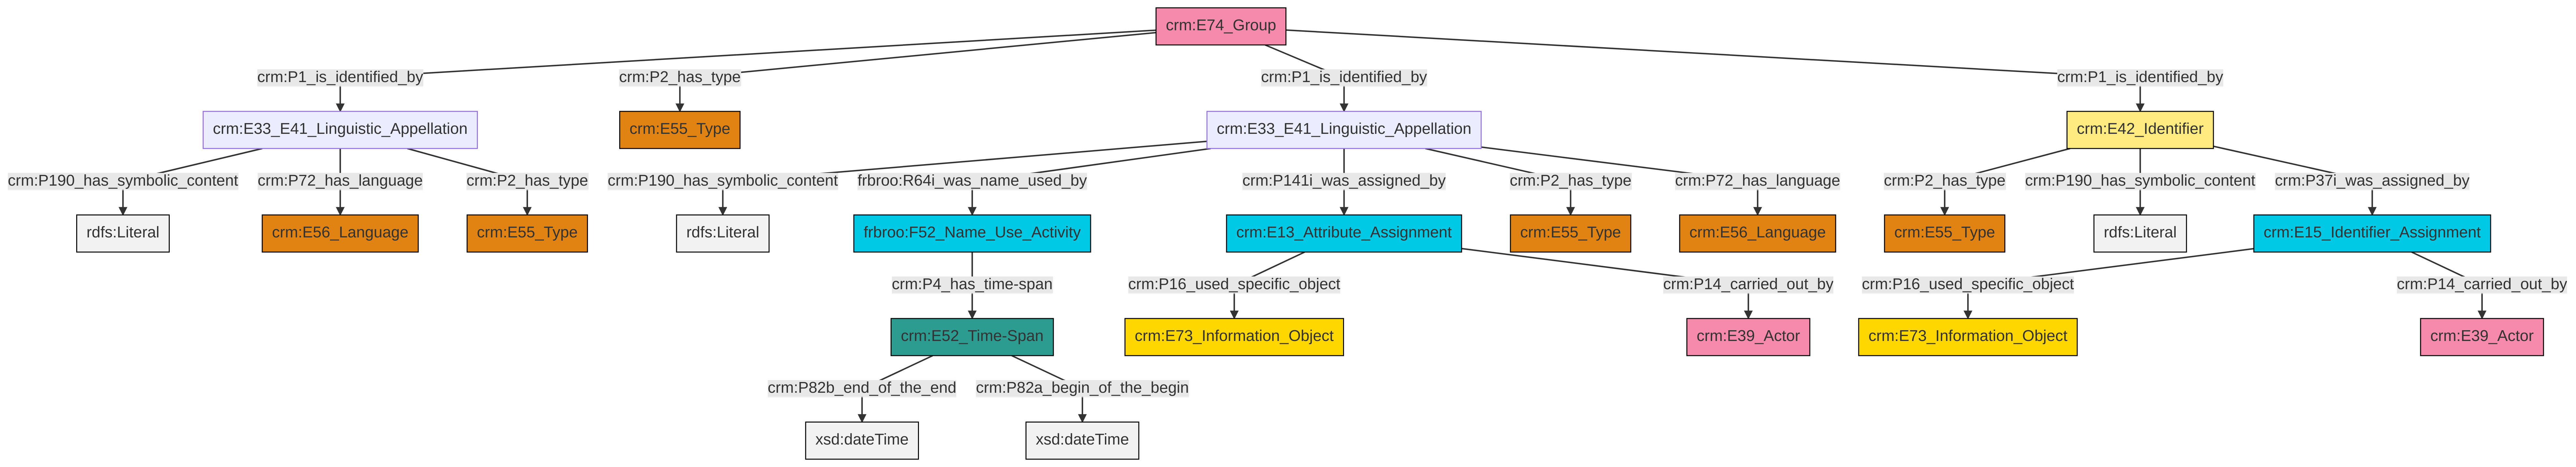 crm:E74_Group
crm:P1_is_identified_by
crm:P2_has_type
crm:P1_is_identified_by
crm:P1_is_identified_by
crm:E33_E41_Linguistic_Appellation
crm:E55_Type
crm:E33_E41_Linguistic_Appellation
crm:E42_Identifier
crm:P190_has_symbolic_content
crm:P72_has_language
crm:P2_has_type
crm:P190_has_symbolic_content
frbroo:R64i_was_name_used_by
crm:P141i_was_assigned_by
crm:P2_has_type
crm:P72_has_language
crm:P2_has_type
crm:P190_has_symbolic_content
crm:P37i_was_assigned_by
rdfs:Literal
crm:E56_Language
crm:E55_Type
rdfs:Literal
frbroo:F52_Name_Use_Activity
crm:E13_Attribute_Assignment
crm:E55_Type
crm:E56_Language
crm:E55_Type
rdfs:Literal
crm:E15_Identifier_Assignment
crm:P4_has_time-span
crm:P16_used_specific_object
crm:P14_carried_out_by
crm:P16_used_specific_object
crm:P14_carried_out_by
crm:E52_Time-Span
crm:E73_Information_Object
crm:E39_Actor
crm:E73_Information_Object
crm:E39_Actor
crm:P82b_end_of_the_end
crm:P82a_begin_of_the_begin
xsd:dateTime
xsd:dateTime